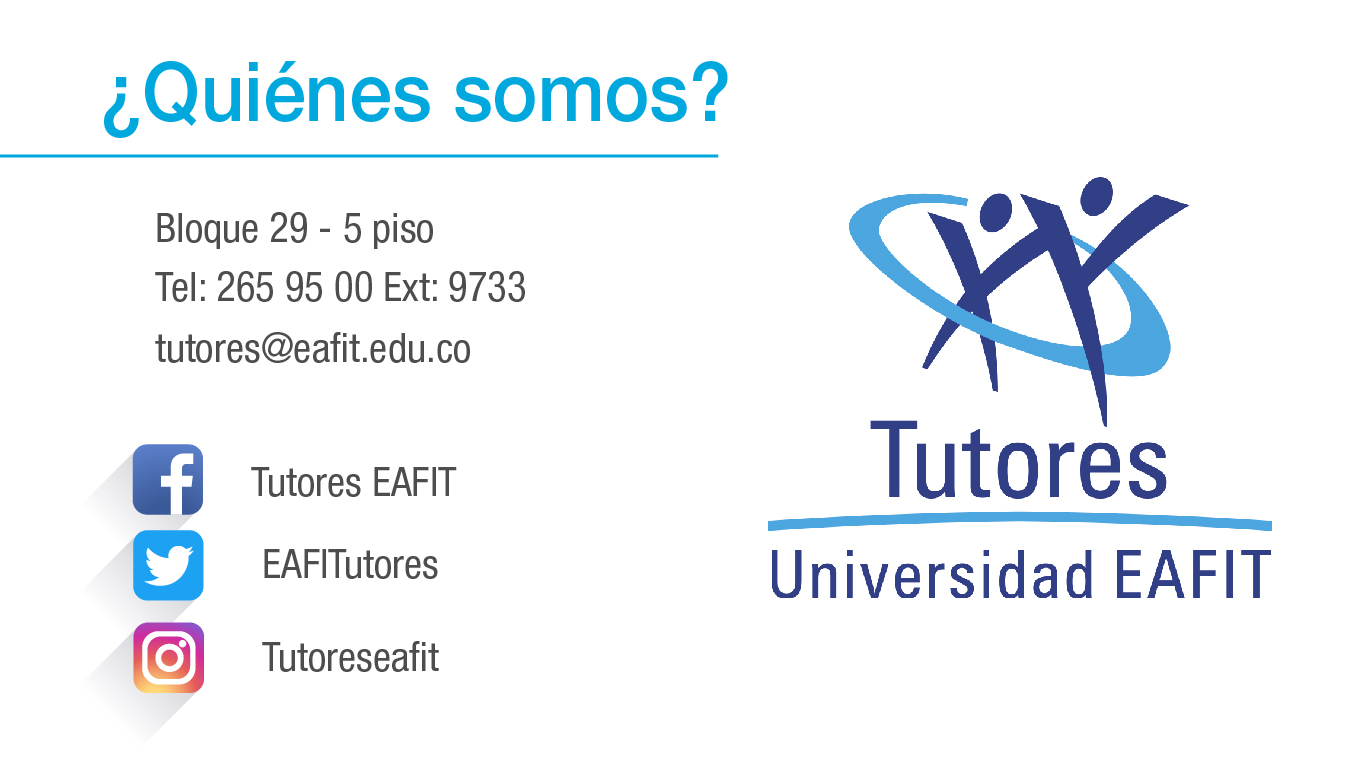 ¿Quiénes somos?
Bloque 29 - 5 piso
Tel: 265 95 00 Ext: 9733
tutores@eafit.edu.co
Tutores EAFIT
EAFITutores
Tutoreseafit
Tutores
Universidad EAFIT